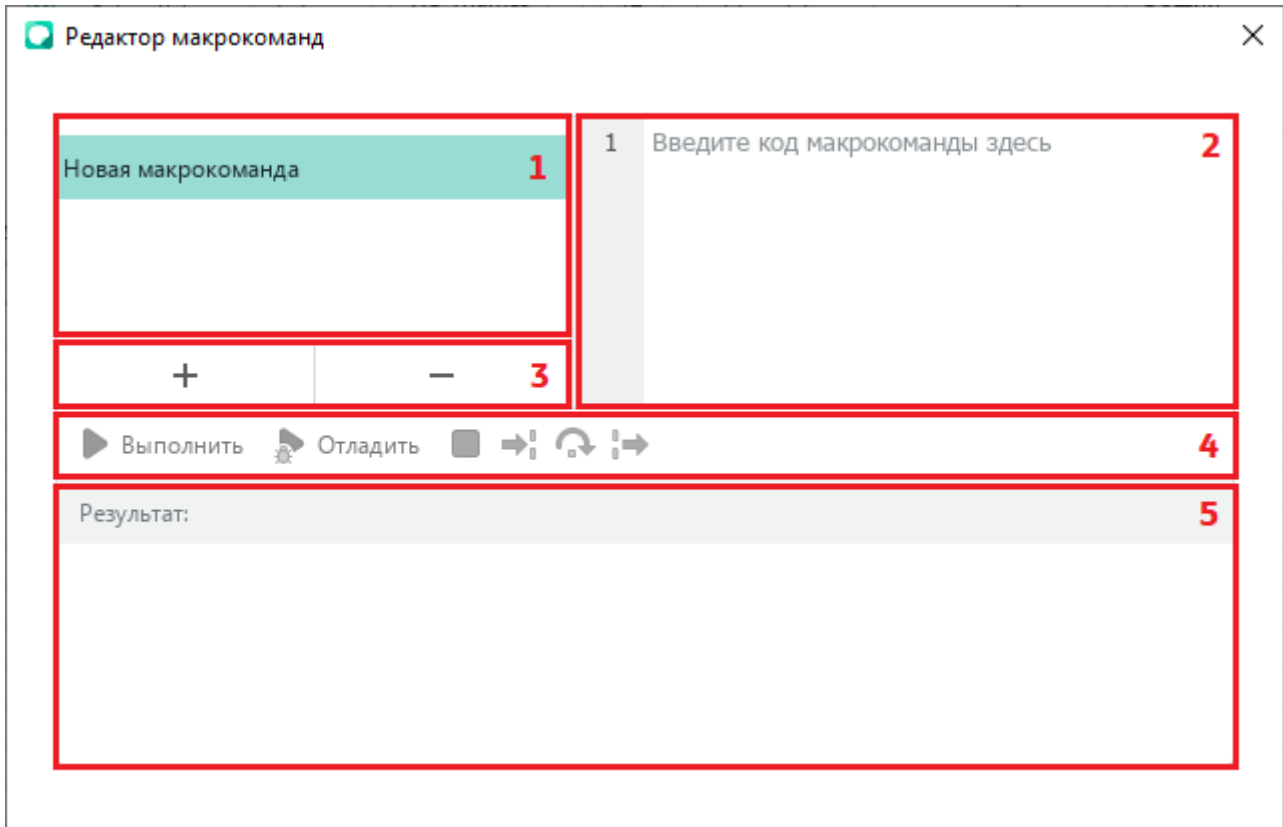 Редактор макрокоманд
Новая макрокоманда 1
1 Введите код макрокоманды здесь 2
+ − 3
Выполнить Отладить 4
Результат: 5